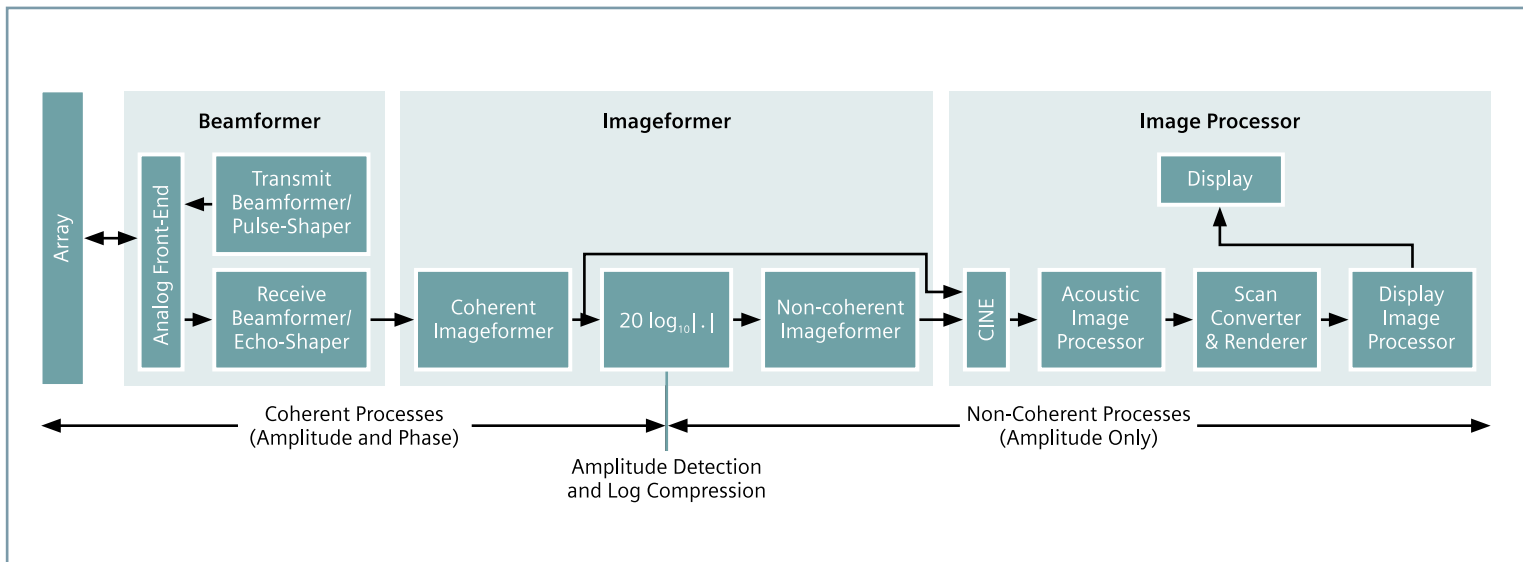 Beamformer
Imageformer
Image Processor
Array
Analog Front-End
Transmit
Beamformer/
Pulse-Shaper
Receive
Beamformer/
Echo-Shaper
Coherent
Imageformer
20 log₁₀| . |
Non-coherent
Imageformer
CINE
Acoustic
Image
Processor
Scan
Converter
& Renderer
Display
Image
Processor
Display
Coherent Processes
(Amplitude and Phase)
Non-Coherent Processes
(Amplitude Only)
Amplitude Detection
and Log Compression